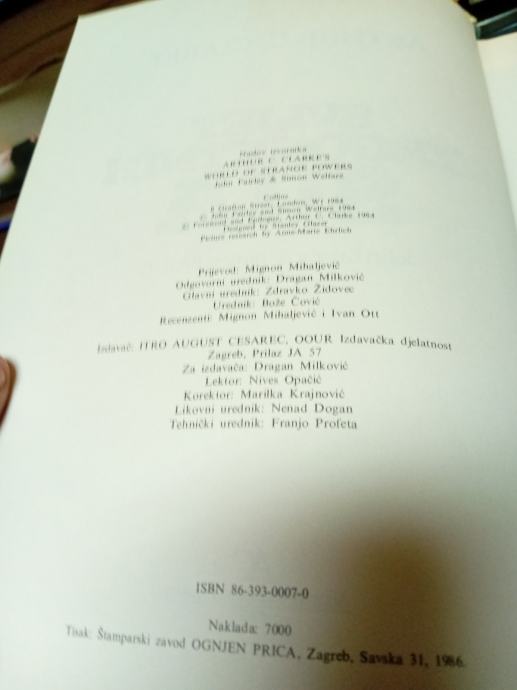 Naslov izvornika
ARTHUR C. CLARKE'S
WORLD OF STRANGE POWERS
John Fairley & Simon Welfare
Collins
8 Grafton Street, London, W1 1984
© John Fairley and Simon Welfare 1984
© Foreword and Epilogue, Arthur C. Clarke 1984
Designed by Stanley Glazer
Picture research by Anne-Marie Ehrlich
Prijevod: Mignon Mihaljević
Odgovorni urednik: Dragan Milković
Glavni urednik: Zdravko Židovec
Urednik: Bože Čović
Recenzenti: Mignon Mihaljević i Ivan Ott
Izdavač: ITRO AUGUST CESAREC, OOUR Izdavačka djelatnost
Zagreb, Prilaz JA 57
Za izdavača: Dragan Milković
Lektor: Nives Opačić
Korektor: Marilka Krajnović
Likovni urednik: Nenad Dogan
Tehnički urednik: Franjo Profeta
ISBN 86-393-0007-0
Naklada: 7000
Tisak: Štamparski zavod OGNJEN PRICA, Zagreb, Savska 31, 1986.